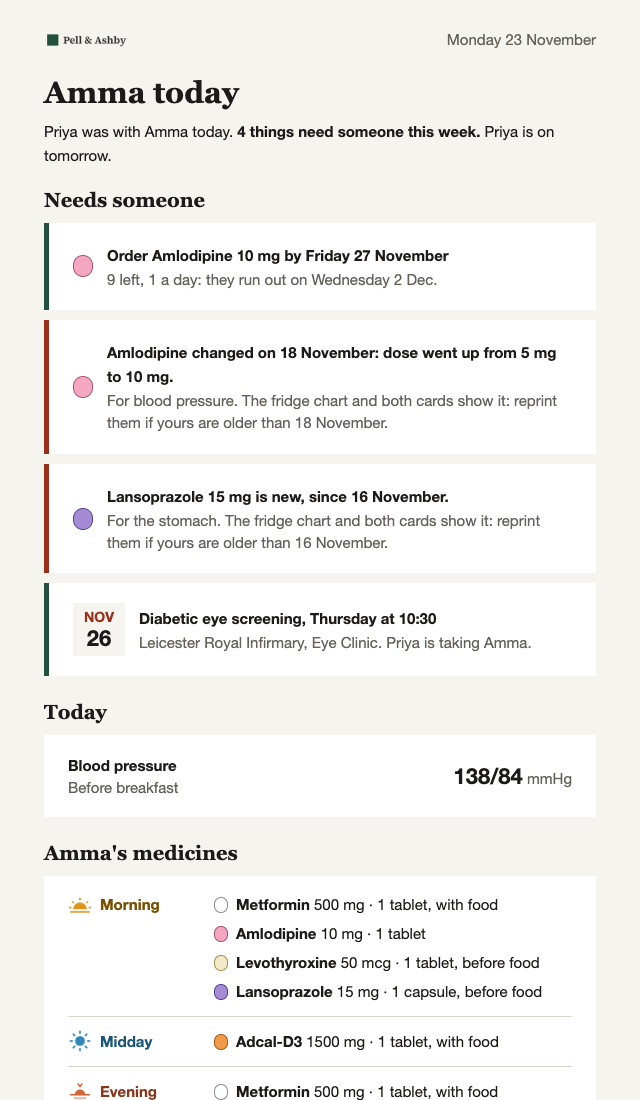 Pell & Ashby
Monday 23 November
Amma today
Priya was with Amma today. 4 things need someone this week. Priya is on
tomorrow.
Needs someone
Order Amlodipine 10 mg by Friday 27 November
9 left, 1 a day: they run out on Wednesday 2 Dec.
Amlodipine changed on 18 November: dose went up from 5 mg
to 10 mg.
For blood pressure. The fridge chart and both cards show it: reprint
them if yours are older than 18 November.
Lansoprazole 15 mg is new, since 16 November.
For the stomach. The fridge chart and both cards show it: reprint
them if yours are older than 16 November.
NOV
26
Diabetic eye screening, Thursday at 10:30
Leicester Royal Infirmary, Eye Clinic. Priya is taking Amma.
Today
Blood pressure
Before breakfast
138/84 mmHg
Amma's medicines
Morning
Metformin 500 mg · 1 tablet, with food
Amlodipine 10 mg · 1 tablet
Levothyroxine 50 mcg · 1 tablet, before food
Lansoprazole 15 mg · 1 capsule, before food
Midday
Adcal-D3 1500 mg · 1 tablet, with food
Evening
Metformin 500 mg · 1 tablet, with food